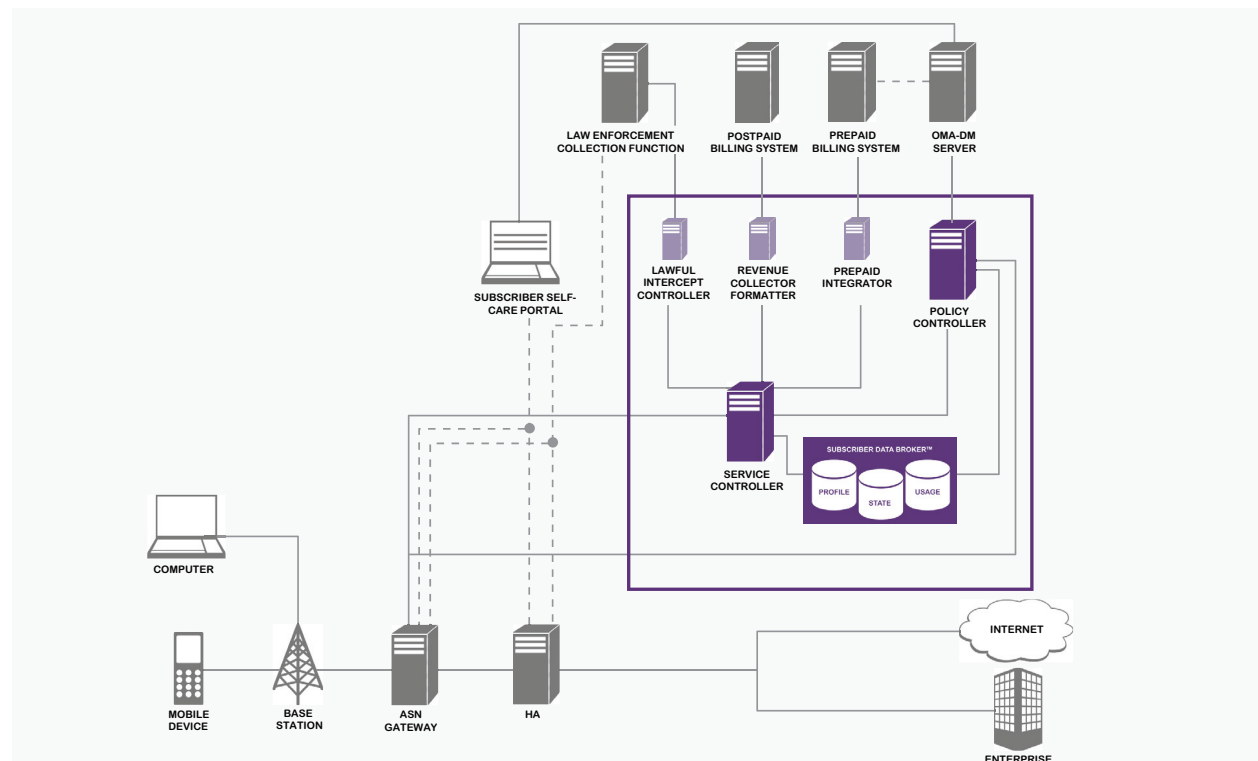 LAW ENFORCEMENT
COLLECTION FUNCTION
POSTPAID
BILLING SYSTEM
PREPAID
BILLING SYSTEM
OMA-DM
SERVER
SUBSCRIBER SELF-
CARE PORTAL
LAWFUL
INTERCEPT
CONTROLLER
REVENUE
COLLECTOR
FORMATTER
PREPAID
INTEGRATOR
POLICY
CONTROLLER
SERVICE
CONTROLLER
SUBSCRIBER DATA BROKER™
PROFILE
STATE
USAGE
COMPUTER
INTERNET
MOBILE
DEVICE
BASE
STATION
ASN
GATEWAY
HA
ENTERPRISE